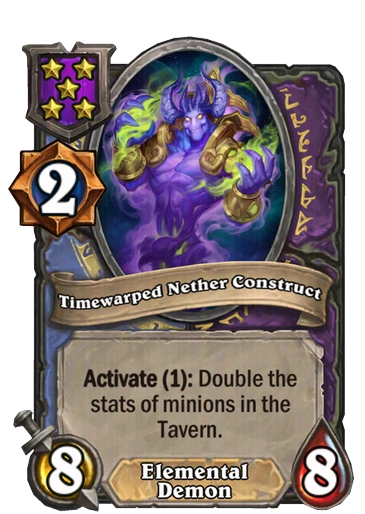 2
Timewarped Nether Construct
Activate (1): Double the
stats of minions in the
Tavern.
8
Elemental
Demon
8